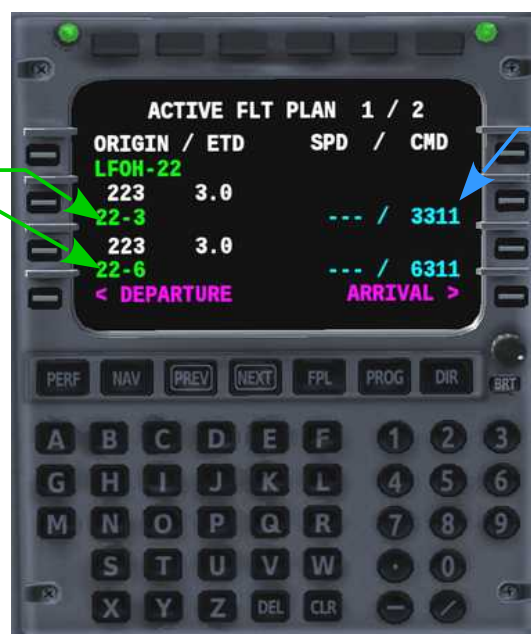 ACTIVE FLT PLAN 1 / 2
ORIGIN / ETD SPD / CMD
LFOH-22
223 3.0
22-3 --- / 3311
223 3.0
22-6 --- / 6311
< DEPARTURE ARRIVAL >
PERF NAV PREV NEXT FPL PROG DIR BRT
A B C D E F 1 2 3
G H I J K L 4 5 6
M N O P Q R 7 8 9
S T U V W · 0
X Y Z DEL CLR — /